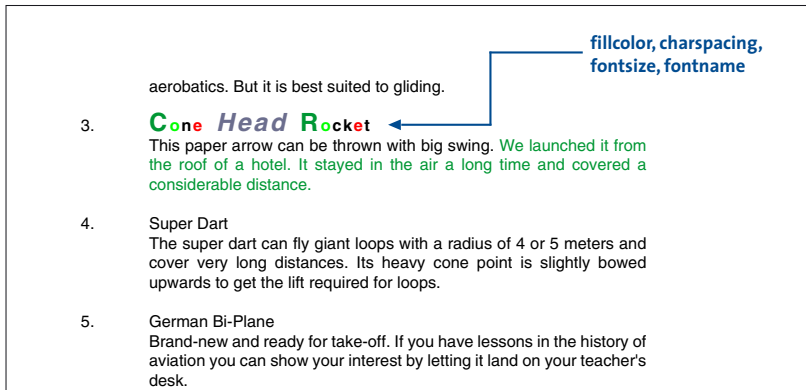 fillcolor, charspacing,
fontsize, fontname
aerobatics. But it is best suited to gliding.
3. Cone Head Rocket
This paper arrow can be thrown with big swing. We launched it from
the roof of a hotel. It stayed in the air a long time and covered a
considerable distance.
4. Super Dart
The super dart can fly giant loops with a radius of 4 or 5 meters and
cover very long distances. Its heavy cone point is slightly bowed
upwards to get the lift required for loops.
5. German Bi-Plane
Brand-new and ready for take-off. If you have lessons in the history of
aviation you can show your interest by letting it land on your teacher's
desk.